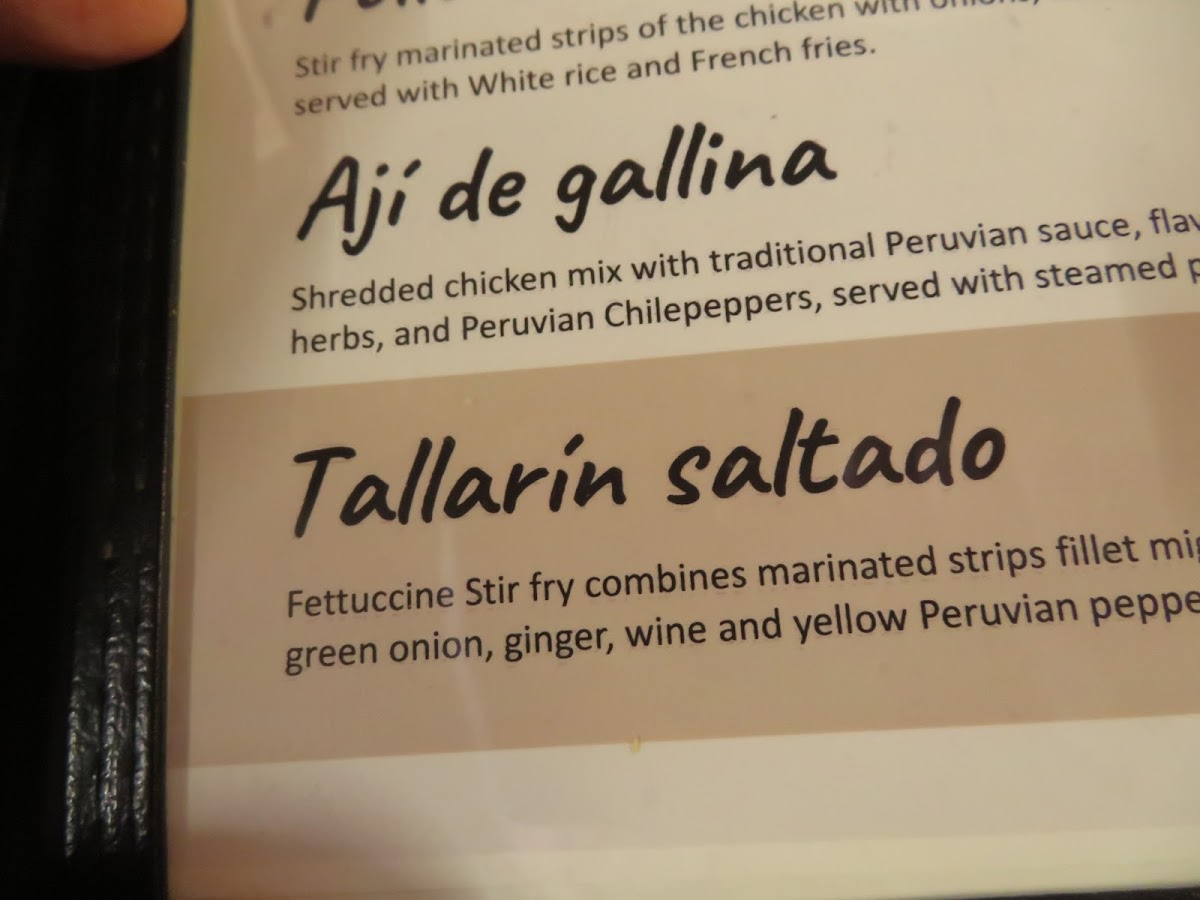 Stir fry marinated strips of the chicken with onions,
served with White rice and French fries.
Ají de gallina
Shredded chicken mix with traditional Peruvian sauce,
herbs, and Peruvian Chilepeppers, served with steamed
Tallarín saltado
Fettuccine Stir fry combines marinated strips fillet
green onion, ginger, wine and yellow Peruvian